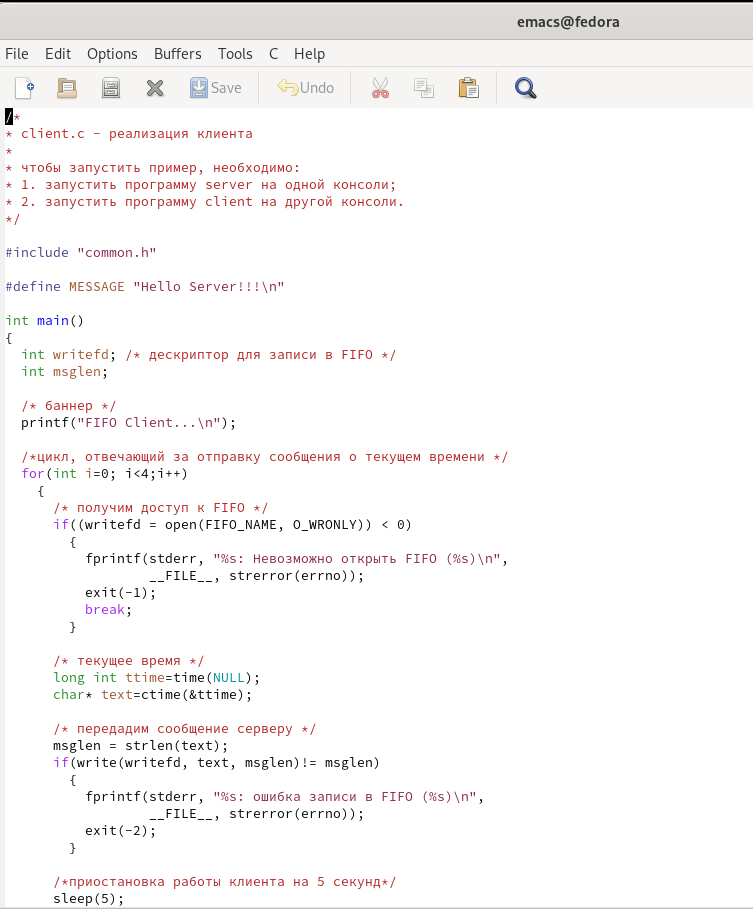 emacs@fedora
File Edit Options Buffers Tools C Help
Save Undo
/*
* client.c - реализация клиента
*
* чтобы запустить пример, необходимо:
* 1. запустить программу server на одной консоли;
* 2. запустить программу client на другой консоли.
*/
#include "common.h"
#define MESSAGE "Hello Server!!!\n"
int main()
{
int writefd; /* дескриптор для записи в FIFO */
int msglen;
/* баннер */
printf("FIFO Client...\n");
/*цикл, отвечающий за отправку сообщения о текущем времени */
for(int i=0; i<4;i++)
{
/* получим доступ к FIFO */
if((writefd = open(FIFO_NAME, O_WRONLY)) < 0)
{
fprintf(stderr, "%s: Невозможно открыть FIFO (%s)\n",
__FILE__, strerror(errno));
exit(-1);
break;
}
/* текущее время */
long int ttime=time(NULL);
char* text=ctime(&ttime);
/* передадим сообщение серверу */
msglen = strlen(text);
if(write(writefd, text, msglen)!= msglen)
{
fprintf(stderr, "%s: ошибка записи в FIFO (%s)\n",
__FILE__, strerror(errno));
exit(-2);
}
/*приостановка работы клиента на 5 секунд*/
sleep(5);